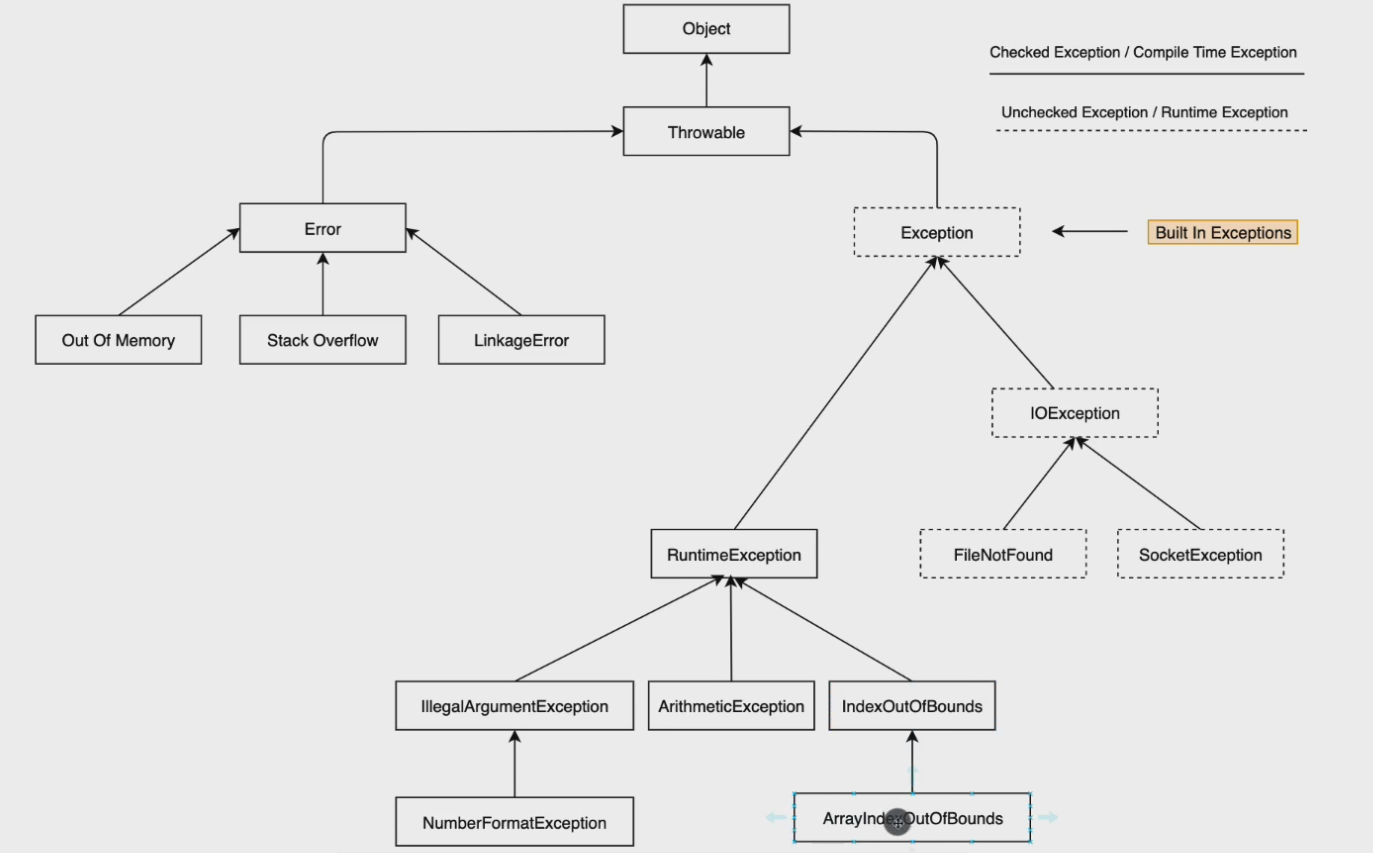 Object
Checked Exception / Compile Time Exception
Unchecked Exception / Runtime Exception
Throwable
Error
Exception
Built In Exceptions
Out Of Memory
Stack Overflow
LinkageError
IOException
RuntimeException
FileNotFound
SocketException
IllegalArgumentException
ArithmeticException
IndexOutOfBounds
NumberFormatException
ArrayIndexOutOfBounds